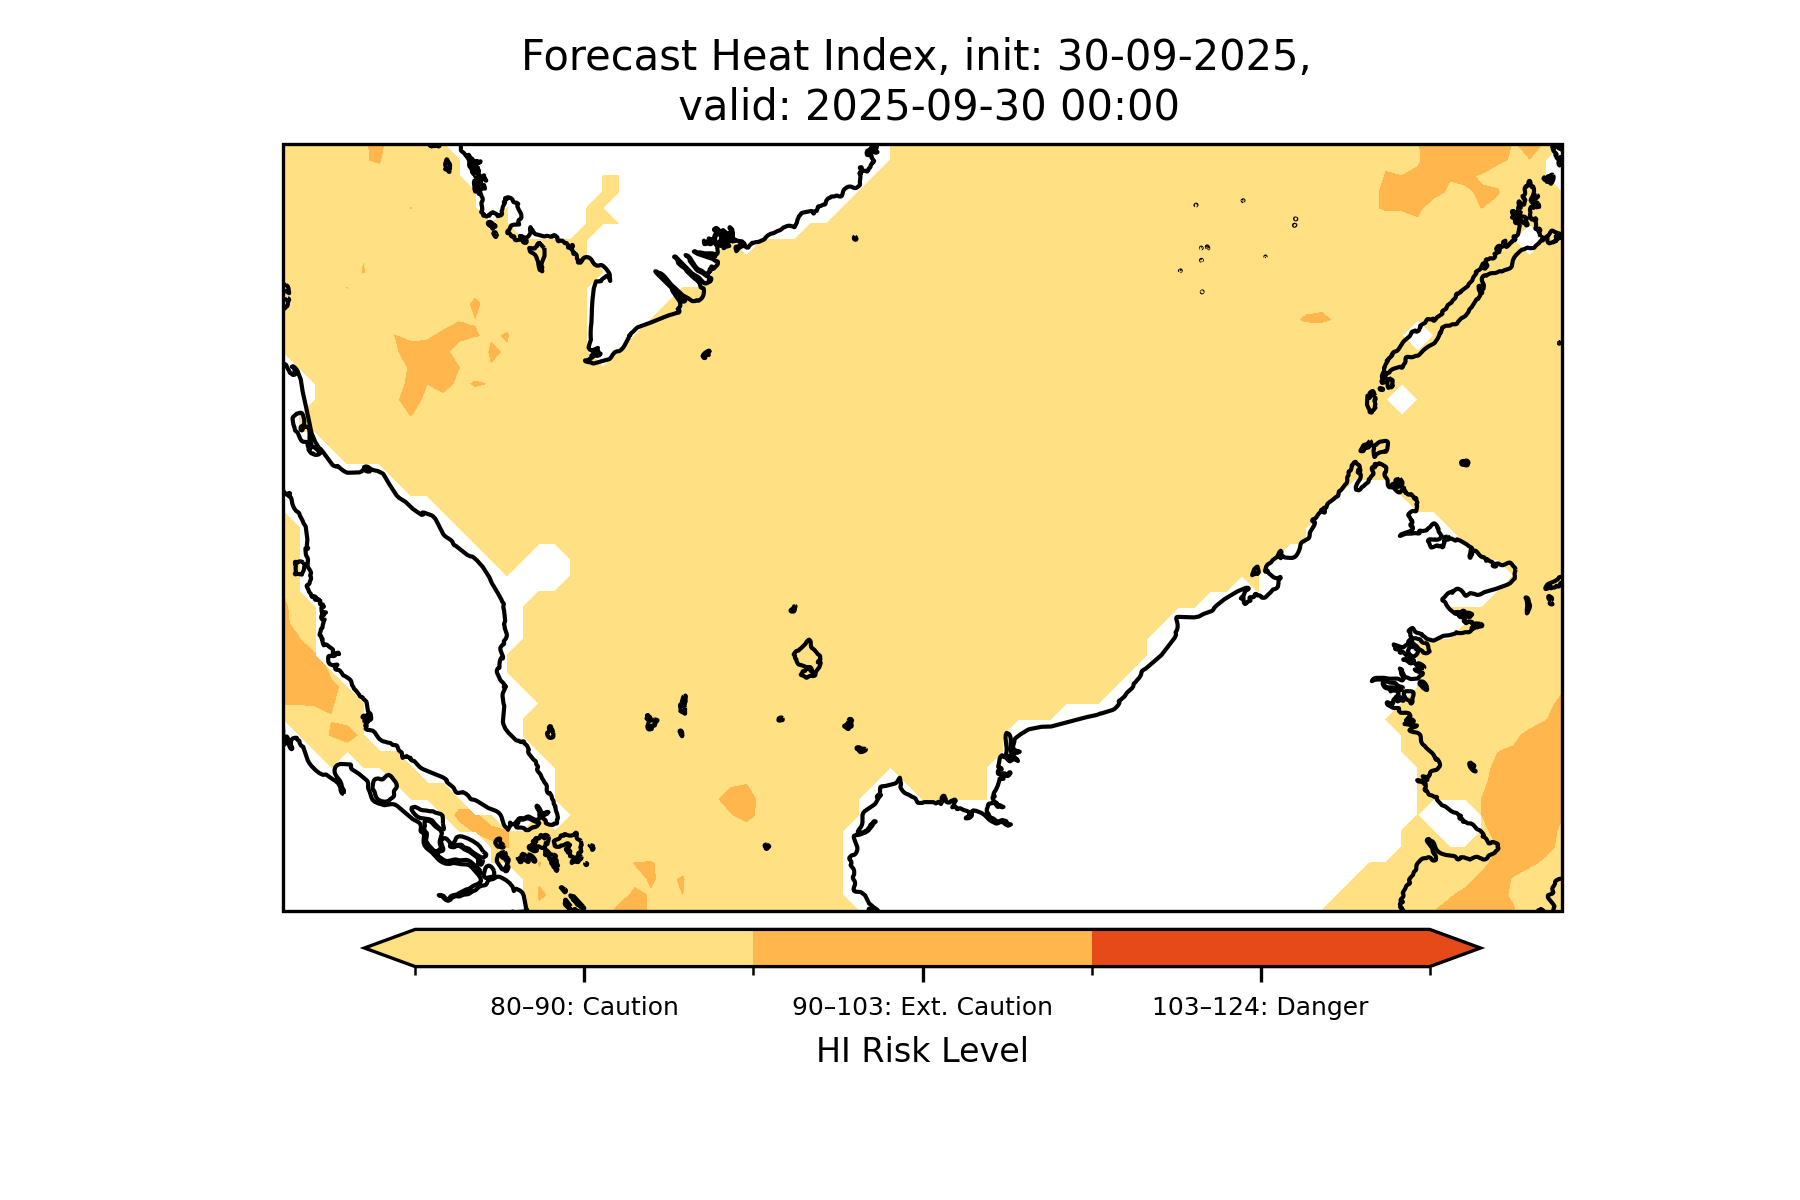 Forecast Heat Index, init: 30-09-2025,
valid: 2025-09-30 00:00
80–90: Caution
90–103: Ext. Caution
103–124: Danger
HI Risk Level